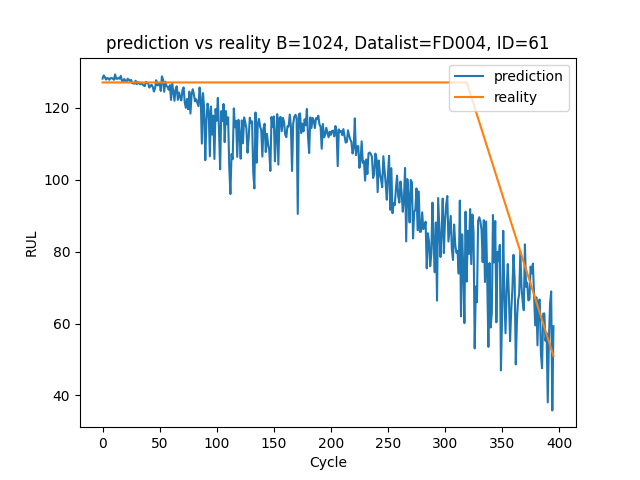 prediction vs reality B=1024, Datalist=FD004, ID=61
prediction
reality
RUL
120
100
80
60
40
0 50 100 150 200 250 300 350 400
Cycle